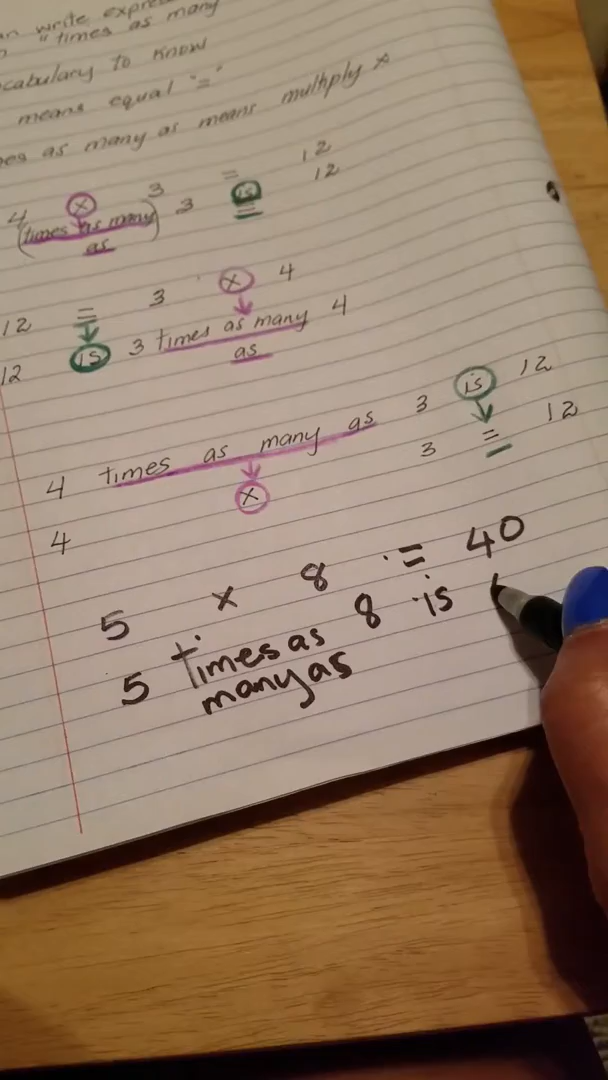 write
"times as many
to know
means equal "="
as many as means multiply x
4 x 3 = 12
(times as many as) 3 is 12
=
12 = 3 x 4
12 is 3 times as many as 4
4 times as many as 3 is 12
4 x 3 = 12
5 x 8 = 40
5 times as many as 8 is